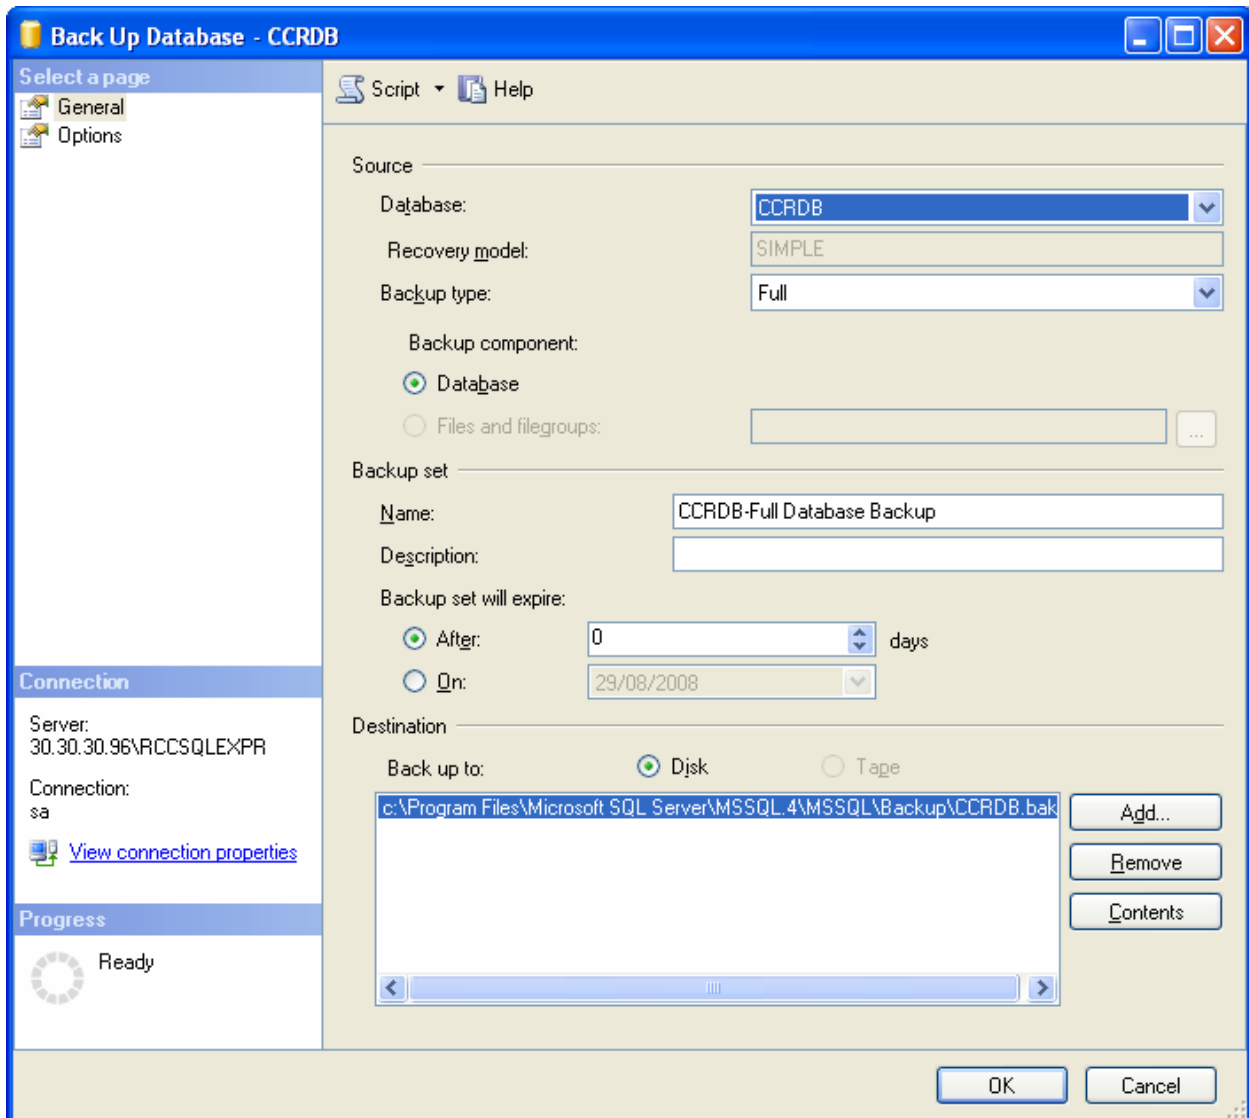 Back Up Database - CCRDB
Select a page
General
Options
Script
Help
Source
Database:
CCRDB
Recovery model:
SIMPLE
Backup type:
Full
Backup component:
Database
Files and filegroups:
...
Backup set
Name:
CCRDB-Full Database Backup
Description:
Backup set will expire:
After:
0
days
On:
29/08/2008
Destination
Back up to:
Disk
Tape
c:\Program Files\Microsoft SQL Server\MSSQL.4\MSSQL\Backup\CCRDB.bak
Add...
Remove
Contents
Connection
Server:
30.30.30.96\RCCSQLEXPR
Connection:
sa
View connection properties
Progress
Ready
OK
Cancel